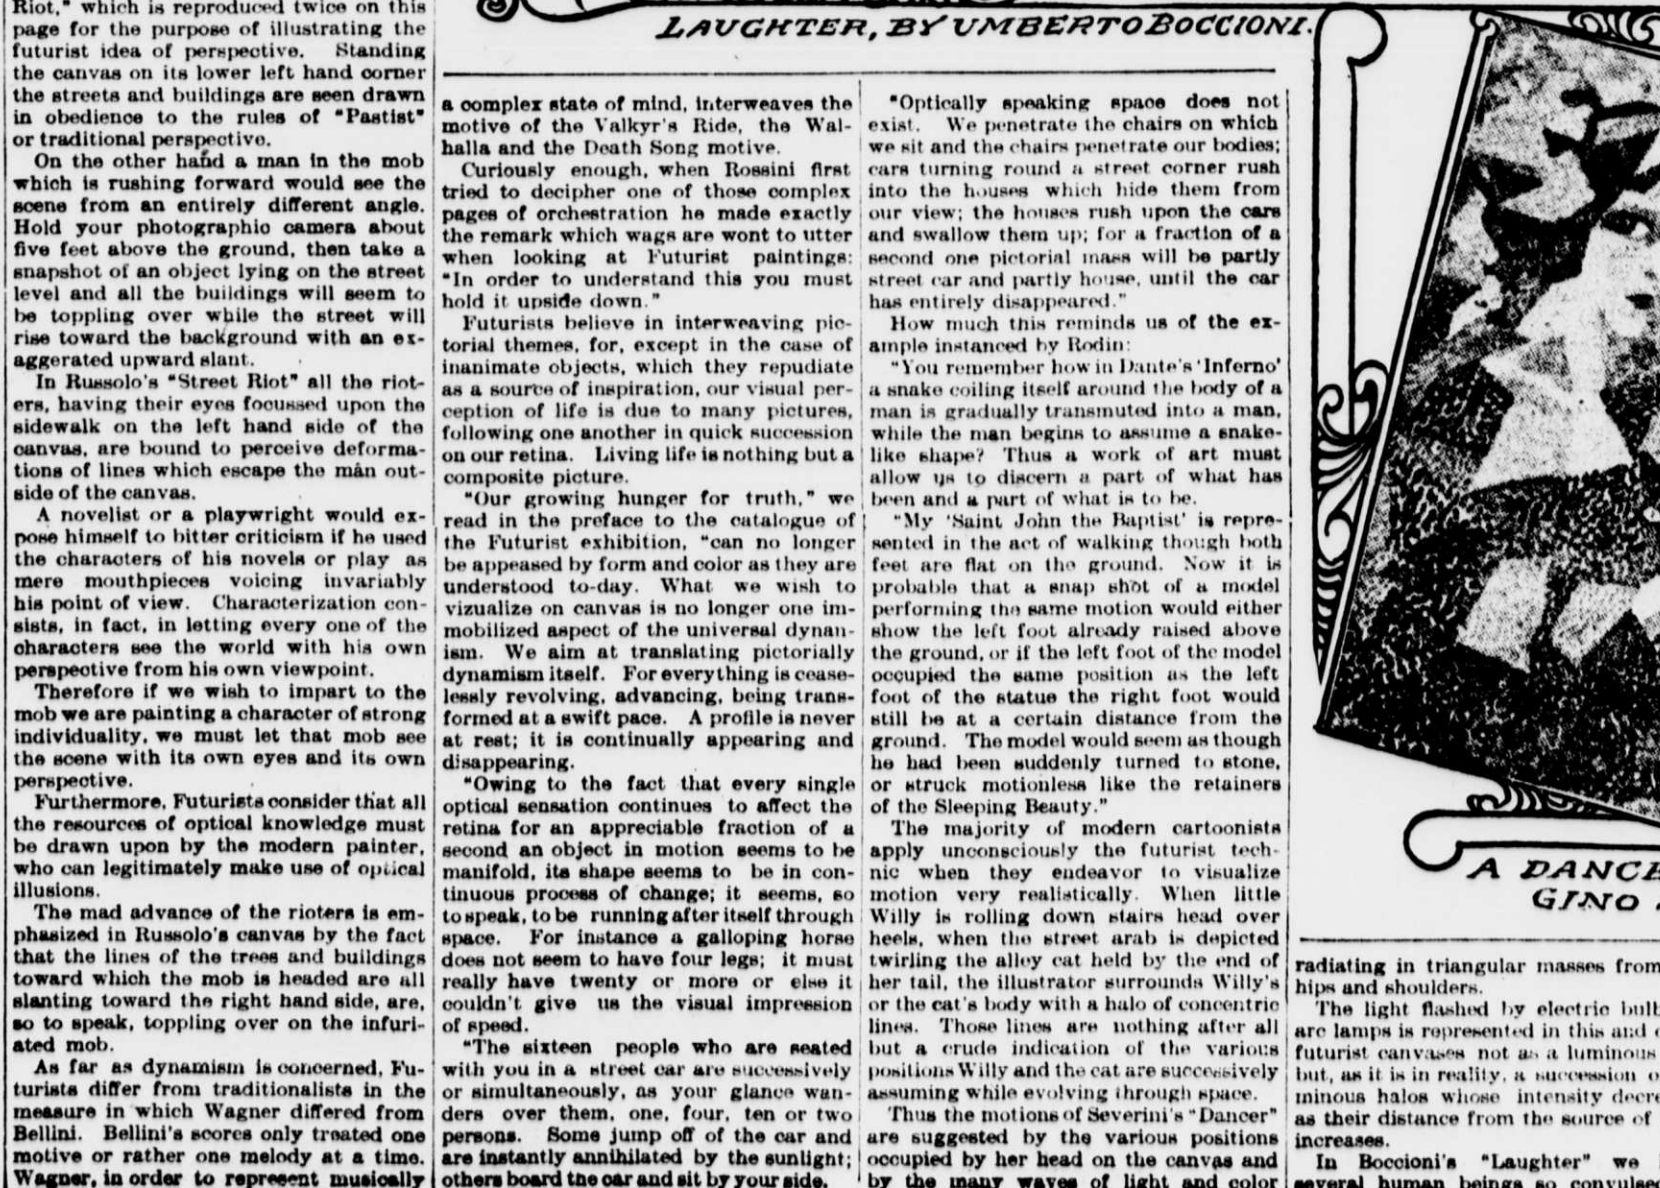 Riot," which is reproduced twice on this
page for the purpose of illustrating the
futurist idea of perspective. Standing
the canvas on its lower left hand corner
the streets and buildings are seen drawn
in obedience to the rules of "Pastist"
or traditional perspective.
On the other hand a man in the mob
which is rushing forward would see the
scene from an entirely different angle.
Hold your photographic camera about
five feet above the ground, then take a
snapshot of an object lying on the street
level and all the buildings will seem to
be toppling over while the street will
rise toward the background with an ex-
aggerated upward slant.
In Russolo's "Street Riot" all the riot-
ers, having their eyes focussed upon the
sidewalk on the left hand side of the
canvas, are bound to perceive deforma-
tions of lines which escape the man out-
side of the canvas.
A novelist or a playwright would ex-
pose himself to bitter criticism if he used
the characters of his novels or play as
mere mouthpieces voicing invariably
his point of view. Characterization con-
sists, in fact, in letting every one of the
characters see the world with his own
perspective from his own viewpoint.
Therefore if we wish to impart to the
mob we are painting a character of strong
individuality, we must let that mob see
the scene with its own eyes and its own
perspective.
Furthermore, Futurists consider that all
the resources of optical knowledge must
be drawn upon by the modern painter,
who can legitimately make use of optical
illusions.
The mad advance of the rioters is em-
phasized in Russolo's canvas by the fact
that the lines of the trees and buildings
toward which the mob is headed are all
slanting toward the right hand side, are,
so to speak, toppling over on the infuri-
ated mob.
As far as dynamism is concerned, Fu-
turists differ from traditionalists in the
measure in which Wagner differed from
Bellini. Bellini's scores only treated one
motive or rather one melody at a time.
Wagner, in order to represent musically
LAUGHTER, BY UMBERTO BOCCIONI.
a complex state of mind, interweaves the
motive of the Valkyr's Ride, the Wal-
halla and the Death Song motive.
Curiously enough, when Rossini first
tried to decipher one of those complex
pages of orchestration he made exactly
the remark which wags are wont to utter
when looking at Futurist paintings:
"In order to understand this you must
hold it upside down."
Futurists believe in interweaving pic-
torial themes, for, except in the case of
inanimate objects, which they repudiate
as a source of inspiration, our visual per-
ception of life is due to many pictures,
following one another in quick succession
on our retina. Living life is nothing but a
composite picture.
"Our growing hunger for truth," we
read in the preface to the catalogue of
the Futurist exhibition, "can no longer
be appeased by form and color as they are
understood to-day. What we wish to
vizualize on canvas is no longer one im-
mobilized aspect of the universal dynan-
ism. We aim at translating pictorially
dynamism itself. For everything is cease-
lessly revolving, advancing, being trans-
formed at a swift pace. A profile is never
at rest; it is continually appearing and
disappearing.
"Owing to the fact that every single
optical sensation continues to affect the
retina for an appreciable fraction of a
second an object in motion seems to be
manifold, its shape seems to be in con-
tinuous process of change; it seems, so
to speak, to be running after itself through
space. For instance a galloping horse
does not seem to have four legs; it must
really have twenty or more or else it
couldn't give us the visual impression
of speed.
"The sixteen people who are seated
with you in a street car are successively
or simultaneously, as your glance wan-
ders over them, one, four, ten or two
persons. Some jump off of the car and
are instantly annihilated by the sunlight;
others board the car and sit by your side.
"Optically speaking space does not
exist. We penetrate the chairs on which
we sit and the chairs penetrate our bodies;
cars turning round a street corner rush
into the houses which hide them from
our view; the houses rush upon the cars
and swallow them up; for a fraction of a
second one pictorial mass will be partly
street car and partly house, until the car
has entirely disappeared."
How much this reminds us of the ex-
ample instanced by Rodin:
"You remember how in Dante's 'Inferno'
a snake coiling itself around the body of a
man is gradually transmuted into a man,
while the man begins to assume a snake-
like shape? Thus a work of art must
allow us to discern a part of what has
been and a part of what is to be.
"My 'Saint John the Baptist' is repre-
sented in the act of walking though both
feet are flat on the ground. Now it is
probable that a snap shot of a model
performing the same motion would either
show the left foot already raised above
the ground, or if the left foot of the model
occupied the same position as the left
foot of the statue the right foot would
still be at a certain distance from the
ground. The model would seem as though
he had been suddenly turned to stone,
or struck motionless like the retainers
of the Sleeping Beauty."
The majority of modern cartoonists
apply unconsciously the futurist tech-
nic when they endeavor to visualize
motion very realistically. When little
Willy is rolling down stairs head over
heels, when the street arab is depicted
twirling the alley cat held by the end of
her tail, the illustrator surrounds Willy's
or the cat's body with a halo of concentric
lines. Those lines are nothing after all
but a crude indication of the various
positions Willy and the cat are successively
assuming while evolving through space.
Thus the motions of Severini's "Dancer"
are suggested by the various positions
occupied by her head on the canvas and
by the many waves of light and color
A DANCE
GINO
radiating in triangular masses from
hips and shoulders.
The light flashed by electric bulb
arc lamps is represented in this and
futurist canvases not as a luminous
but, as it is in reality, a succession o
minous halos whose intensity decre
as their distance from the source of
increases.
In Boccioni's "Laughter" we
several human beings so convulsed